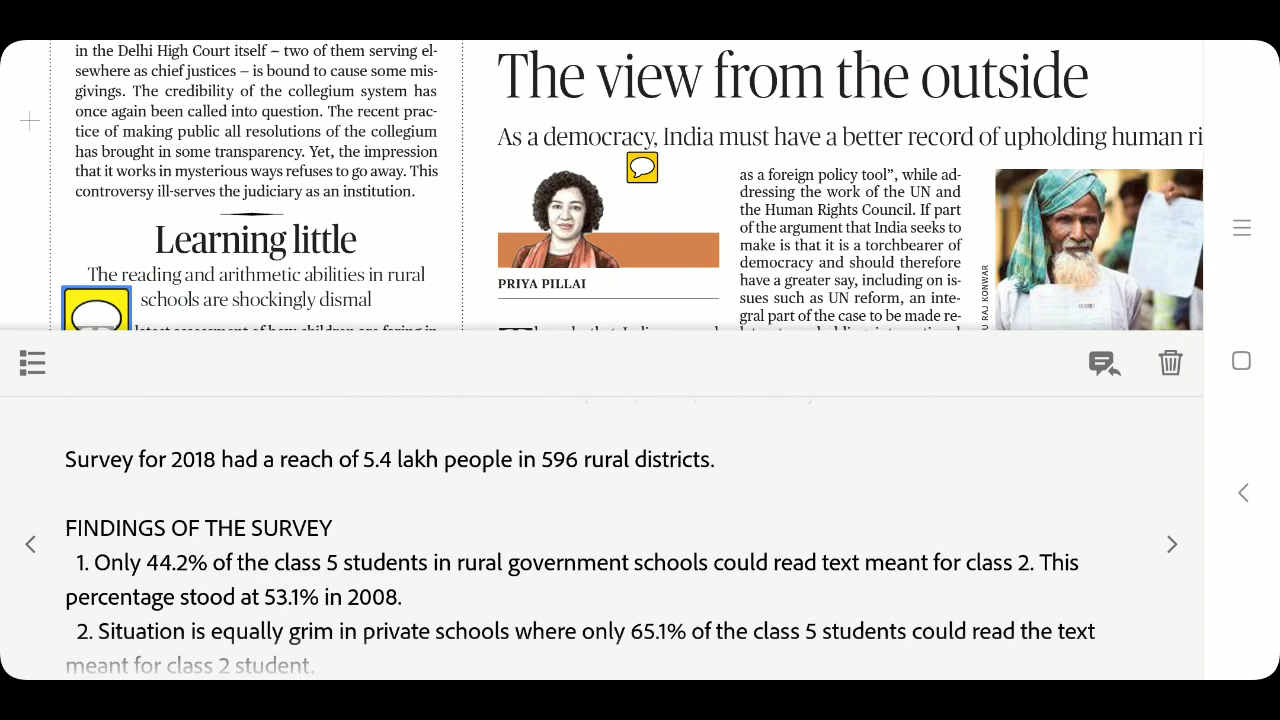 in the Delhi High Court itself – two of them serving el-
sewhere as chief justices – is bound to cause some mis-
givings. The credibility of the collegium system has
once again been called into question. The recent prac-
tice of making public all resolutions of the collegium
has brought in some transparency. Yet, the impression
that it works in mysterious ways refuses to go away. This
controversy ill-serves the judiciary as an institution.
Learning little
The reading and arithmetic abilities in rural
schools are shockingly dismal
latest assessment of how children are faring in
The view from the outside
As a democracy, India must have a better record of upholding human ri
PRIYA PILLAI
as a foreign policy tool”, while ad-
dressing the work of the UN and
the Human Rights Council. If part
of the argument that India seeks to
make is that it is a torchbearer of
democracy and should therefore
have a greater say, including on is-
sues such as UN reform, an inte-
gral part of the case to be made re-
U RAJ KONWAR
Survey for 2018 had a reach of 5.4 lakh people in 596 rural districts.
FINDINGS OF THE SURVEY
1. Only 44.2% of the class 5 students in rural government schools could read text meant for class 2. This
percentage stood at 53.1% in 2008.
2. Situation is equally grim in private schools where only 65.1% of the class 5 students could read the text
meant for class 2 student.